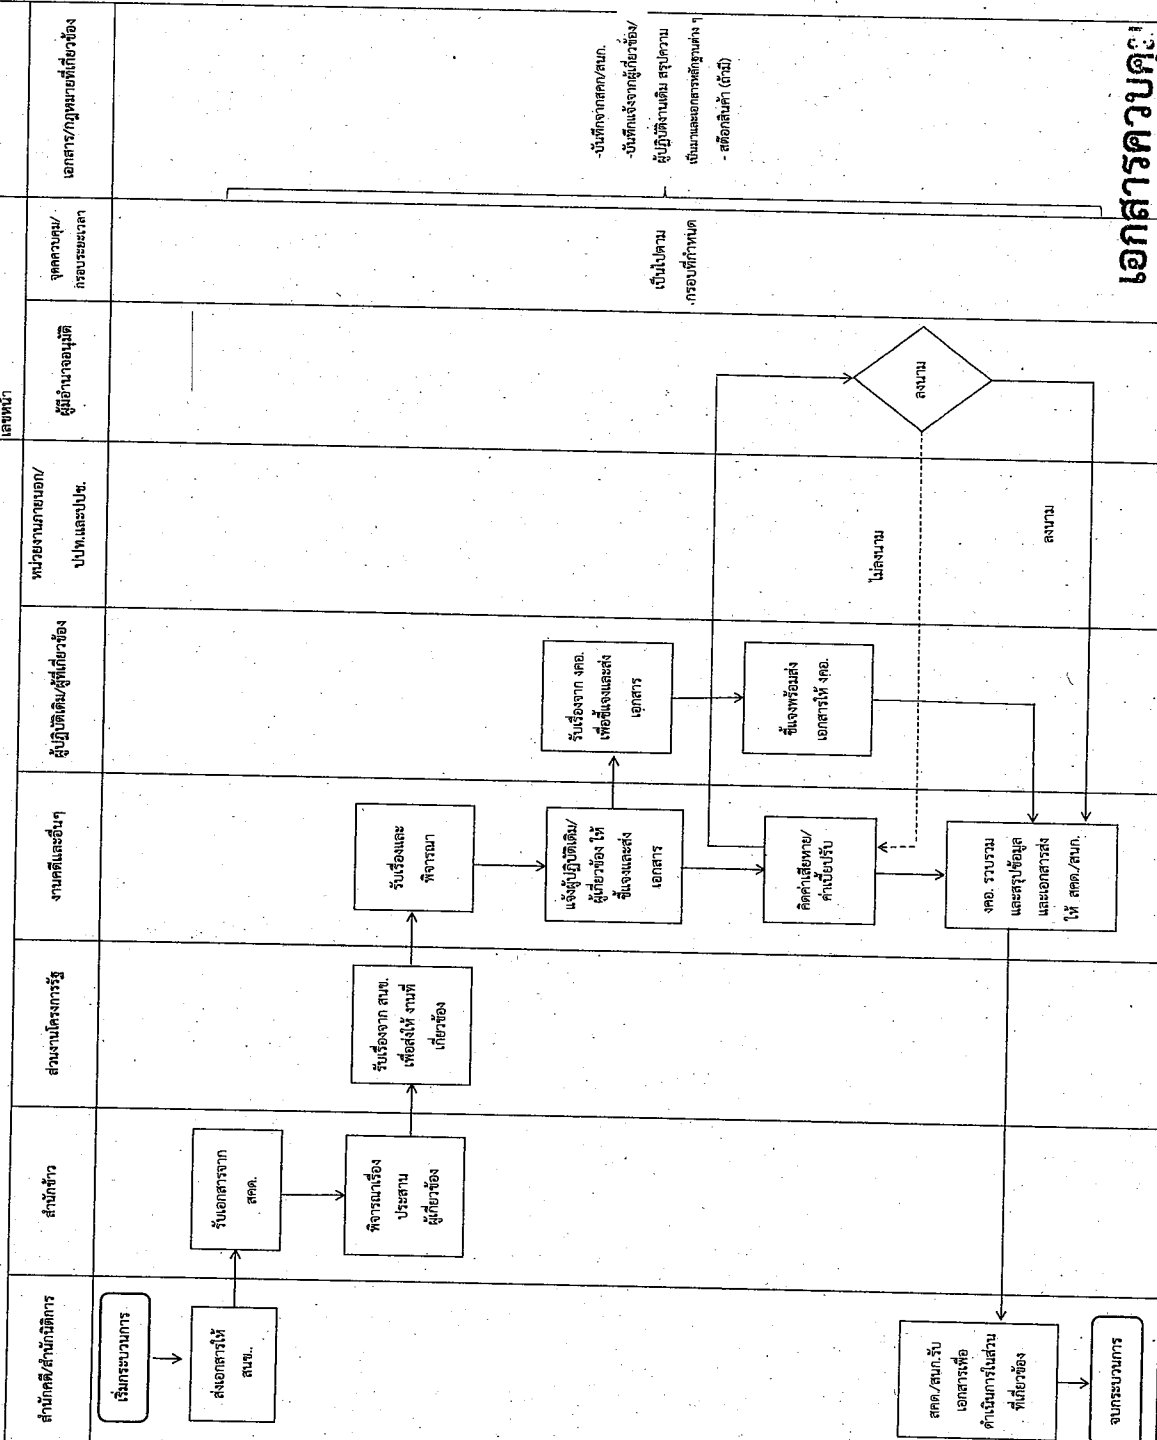 เลขหน้า
สำนักคดี/สำนักนิติการ
สำนักข้าว
ส่วนงานโครงการรัฐ
งานคดีและอื่นๆ
ผู้ปฏิบัติเดิม/ผู้ที่เกี่ยวข้อง
หน่วยงานภายนอก/
ปปท.และปปช.
ผู้มีอำนาจอนุมัติ
จุดควบคุม/
กรอบระยะเวลา
เอกสาร/กฎหมายที่เกี่ยวข้อง
เริ่มกระบวนการ
ส่งเอกสารให้
สนข..
รับเอกสารจาก
สคด.
พิจารณาเรื่อง
ประสาน
ผู้เกี่ยวข้อง
รับเรื่องจาก สนข.
เพื่อส่งให้ งานที่
เกี่ยวข้อง
รับเรื่องและ
พิจารณา
แจ้งผู้ปฏิบัติเดิม/
ผู้เกี่ยวข้อง ให้
ชี้แจงและส่ง
เอกสาร
รับเรื่องจาก งคอ.
เพื่อชี้แจงและส่ง
เอกสาร
ชี้แจงพร้อมส่ง
เอกสารให้ งคอ.
คิดค่าเสียหาย/
ค่าเบี้ยปรับ
ลงนาม
ไม่ลงนาม
ลงนาม
งคอ. รวบรวม
และสรุปข้อมูล
และเอกสารส่ง
ให้ สคด./สนก.
สคด./สนก.รับ
เอกสารเพื่อ
ดำเนินการในส่วน
ที่เกี่ยวข้อง
จบกระบวนการ
เป็นไปตาม
กรอบที่กำหนด
-บันทึกจากสคก/สนก.
-บันทึกแจ้งจากผู้เกี่ยวข้อง/
ผู้ปฏิบัติงานเดิม สรุปความ
เป็นมาและเอกสารหลักฐานต่าง ๆ
- สต๊อกสินค้า (ถ้ามี)